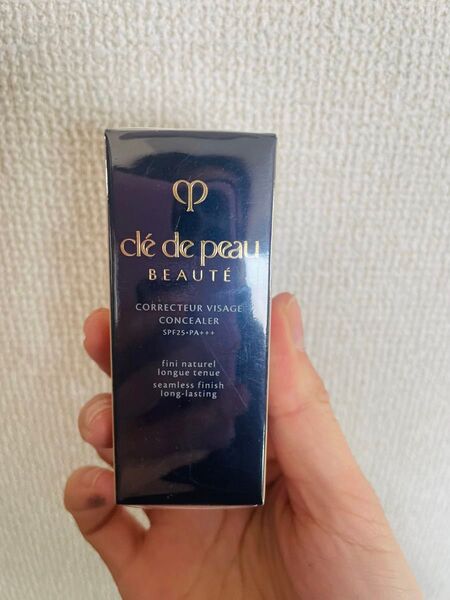 clé de peau
BEAUTÉ
CORRECTEUR VISAGE
CONCEALER
SPF25•PA+++
fini naturel
longue tenue
seamless finish
long-lasting